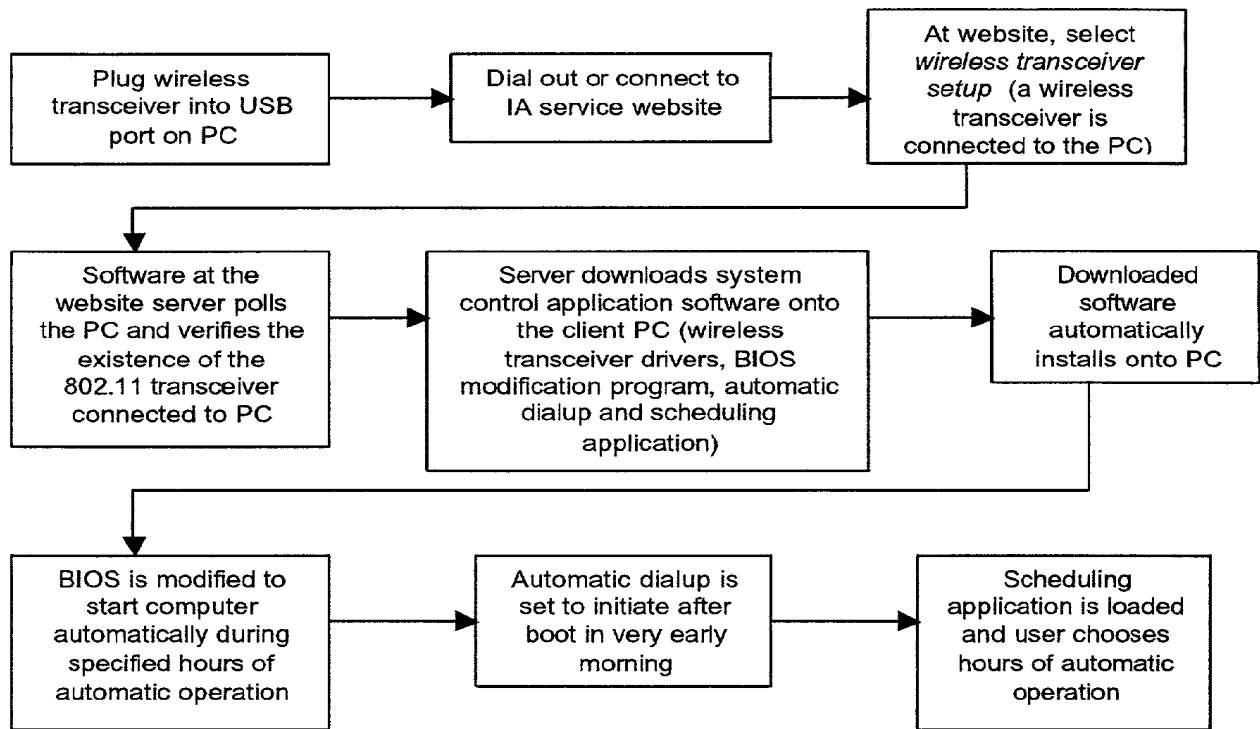 Plug wireless
transceiver into USB
port on PC
Dial out or connect to
IA service website
At website, select
wireless transceiver
setup (a wireless
transceiver is
connected to the PC)
Software at the
website server polls
the PC and verifies the
existence of the
802.11 transceiver
connected to PC
Server downloads system
control application software onto
the client PC (wireless
transceiver drivers, BIOS
modification program, automatic
dialup and scheduling
application)
Downloaded
software
automatically
installs onto PC
BIOS is modified to
start computer
automatically during
specified hours of
automatic operation
Automatic dialup is
set to initiate after
boot in very early
morning
Scheduling
application is loaded
and user chooses
hours of automatic
operation